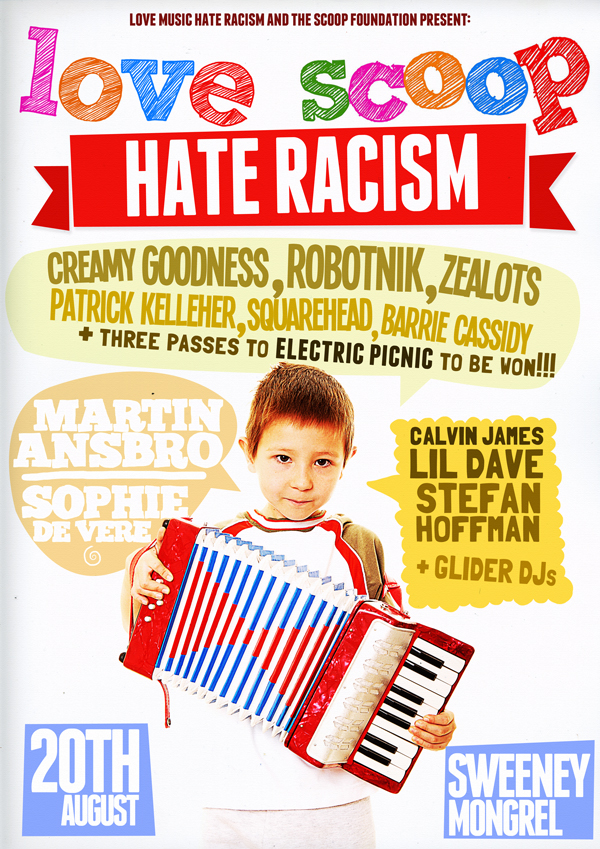 LOVE MUSIC HATE RACISM AND THE SCOOP FOUNDATION PRESENT:
love scoop
HATE RACISM
CREAMY GOODNESS, ROBOTNIK, ZEALOTS
PATRICK KELLEHER, SQUAREHEAD, BARRIE CASSIDY
+ THREE PASSES TO ELECTRIC PICNIC TO BE WON!!!
MARTIN
ANSBRO
SOPHIE
DE VERE
CALVIN JAMES
LIL DAVE
STEFAN
HOFFMAN
+ GLIDER DJs
20TH
AUGUST
SWEENEY
MONGREL